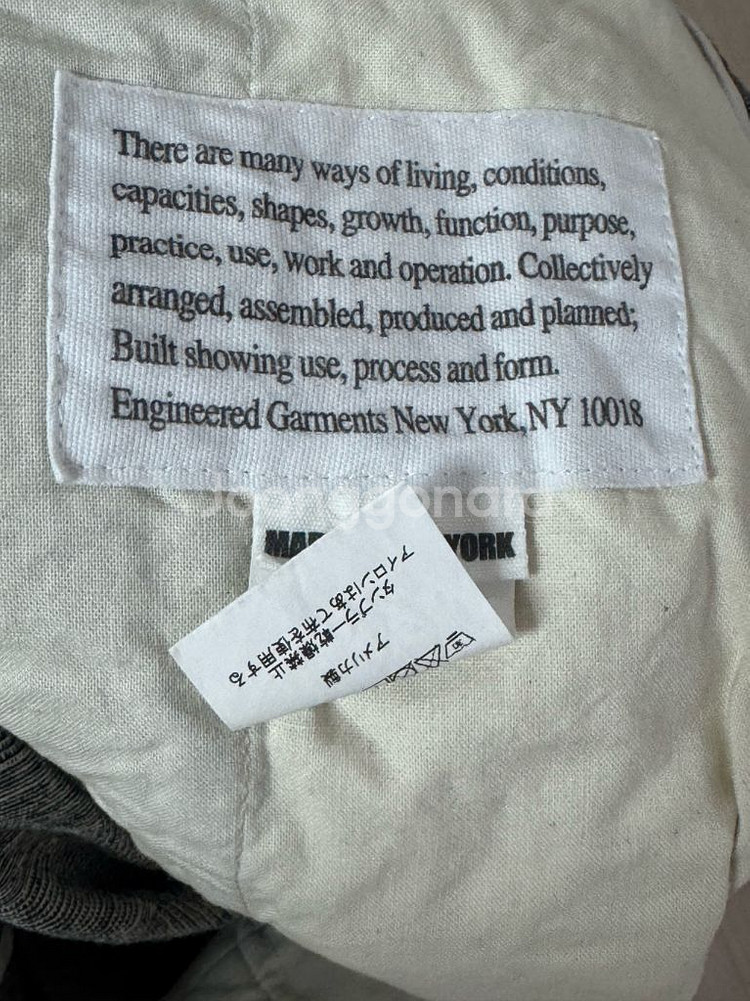 There are many ways of living, conditions,
capacities, shapes, growth, function, purpose,
practice, use, work and operation. Collectively
arranged, assembled, produced and planned;
Built showing use, process and form.
Engineered Garments New York, NY 10018
Joonggonara
YORK
アイロンはあて布を使用する
タンブラー乾燥禁止
アメリカ製